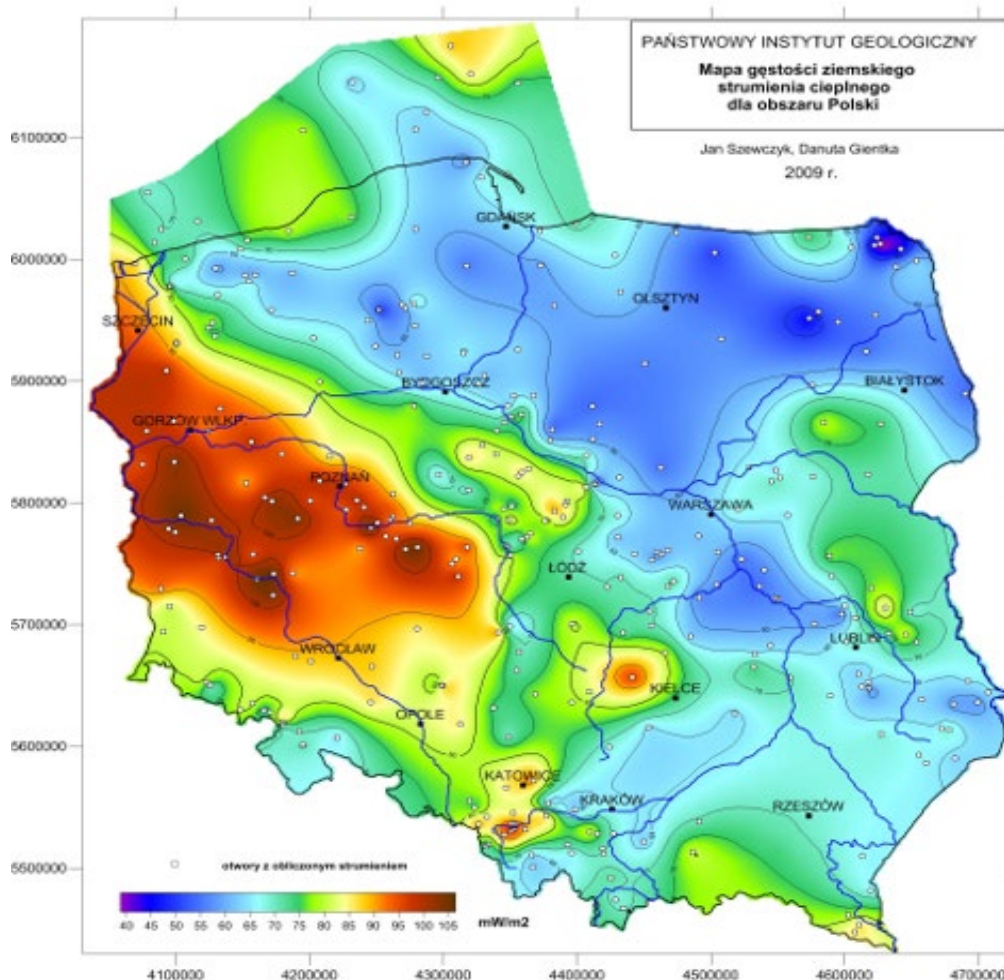 PAŃSTWOWY INSTYTUT GEOLOGICZNY
Mapa gęstości ziemskiego
strumienia cieplnego
dla obszaru Polski
Jan Szewczyk, Danuta Gientka
2009 r.
6100000
6000000
5900000
5800000
5700000
5600000
5500000
GDAŃSK
OLSZTYN
SZCZECIN
BYDGOSZCZ
BIAŁYSTOK
GORZÓW WLKP.
POZNAŃ
WARSZAWA
ŁÓDŹ
WROCŁAW
LUBLIN
KIELCE
OPOLE
KATOWICE
KRAKÓW
RZESZÓW
otwory z obliczonym strumieniem
40 45 50 55 60 65 70 75 80 85 90 95 100 105 mW/m2
4100000 4200000 4300000 4400000 4500000 4600000 4700000